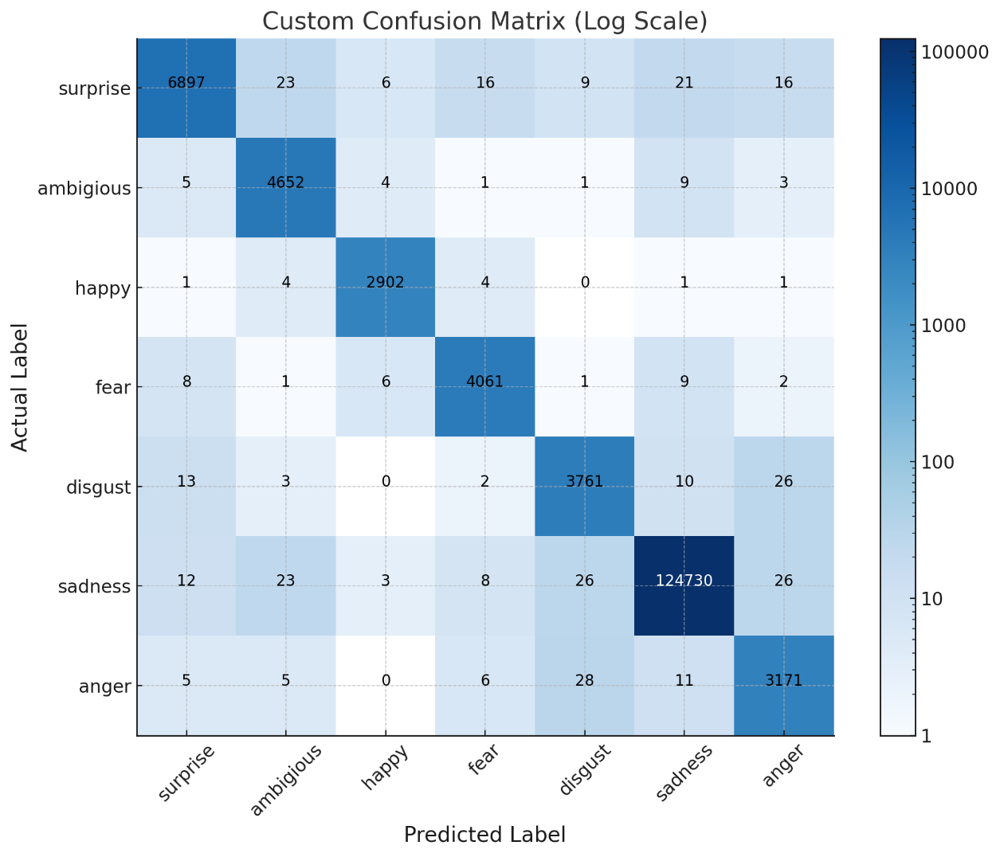 Custom Confusion Matrix (Log Scale)
surprise 6897 23 6 16 9 21 16
ambigious 5 4652 4 1 1 9 3
happy 1 4 2902 4 0 1 1
fear 8 1 6 4061 1 9 2
disgust 13 3 0 2 3761 10 26
sadness 12 23 3 8 26 124730 26
anger 5 5 0 6 28 11 3171
surprise ambigious happy fear disgust sadness anger
Predicted Label
Actual Label
100000
10000
1000
100
10
1